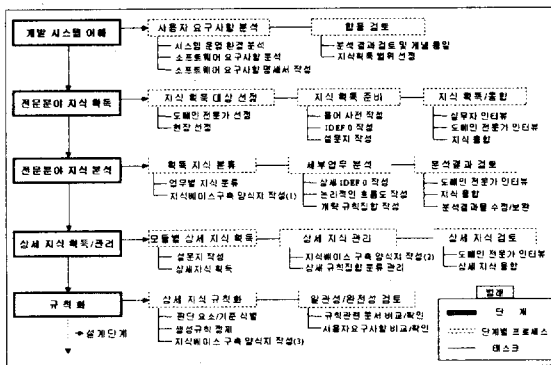 개발 시스템 이해
사용자 요구사항 분석
합동 검토
시스템 운영 환경 분석
소프트웨어 요구사항 분석
소프트웨어 요구사항 명세서 작성
분석 결과 검토 및 개념 통일
지식획득 범위 선정
전문분야 지식 획득
지식 획득 대상 선정
지식 획득 준비
지식 획득/통합
도메인 전문가 선정
현장 선정
용어 사전 작성
IDEF0 작성
설문지 작성
실무자 인터뷰
도메인 전문가 인터뷰
지식 통합
전문분야 지식 분석
획득 지식 분류
세부업무 분석
분석결과 검토
업무별 지식 분류
지식베이스구축 양식지 작성(1)
상세 IDEF0 작성
논리적인 흐름도 작성
개략 규칙집합 작성
도메인 전문가 인터뷰
지식 통합
분석결과물 수정/보완
상세 지식 획득/관리
모듈별 상세 지식 획득
상세 지식 관리
상세 지식 검토
설문지 작성
상세지식 획득
지식베이스 구축 양식지 작성(2)
상세 규칙집합 분류 관리
도메인 전문가 인터뷰
상세 지식 통합
규칙화
상세 지식 규칙화
일관성/완전성 검토
판단 요소/기준 식별
생성규칙 정제
지식베이스 구축 양식지 작성(3)
규칙관련 문서 비교/확인
사용자요구사항 비교/확인
설계단계
범례
단 계
단계별 프로세스
태스크